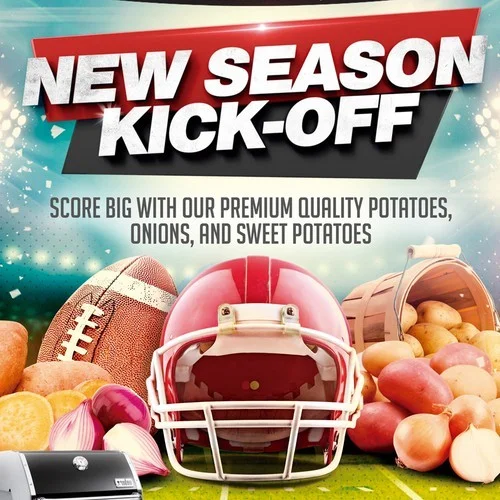 NEW SEASON
KICK-OFF
SCORE BIG WITH OUR PREMIUM QUALITY POTATOES,
ONIONS, AND SWEET POTATOES